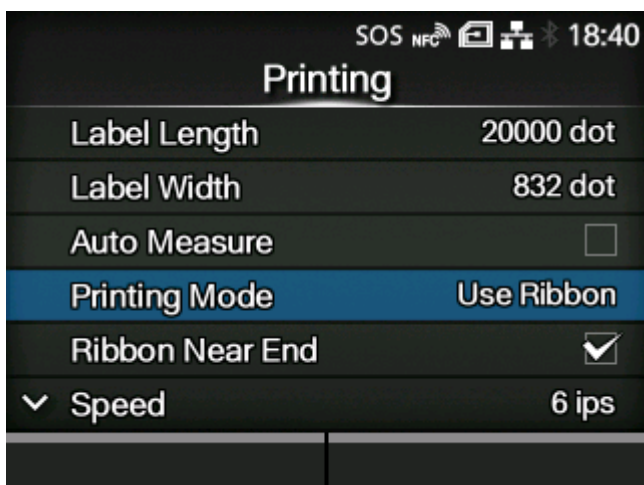 SOS NFC 18:40
Printing
Label Length 20000 dot
Label Width 832 dot
Auto Measure
Printing Mode Use Ribbon
Ribbon Near End
Speed 6 ips